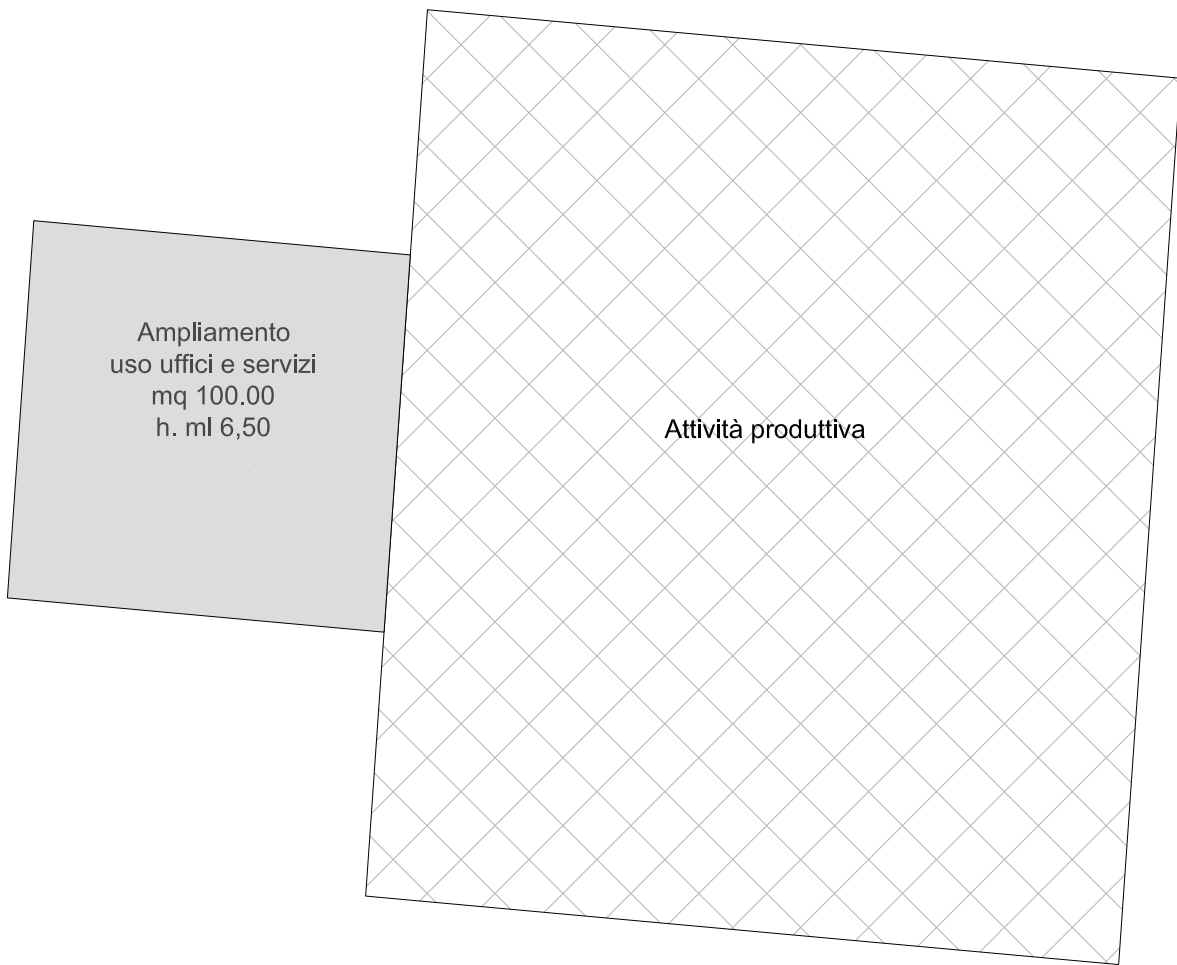 Ampliamento
uso uffici e servizi
mq 100.00
h. ml 6,50
Attività produttiva